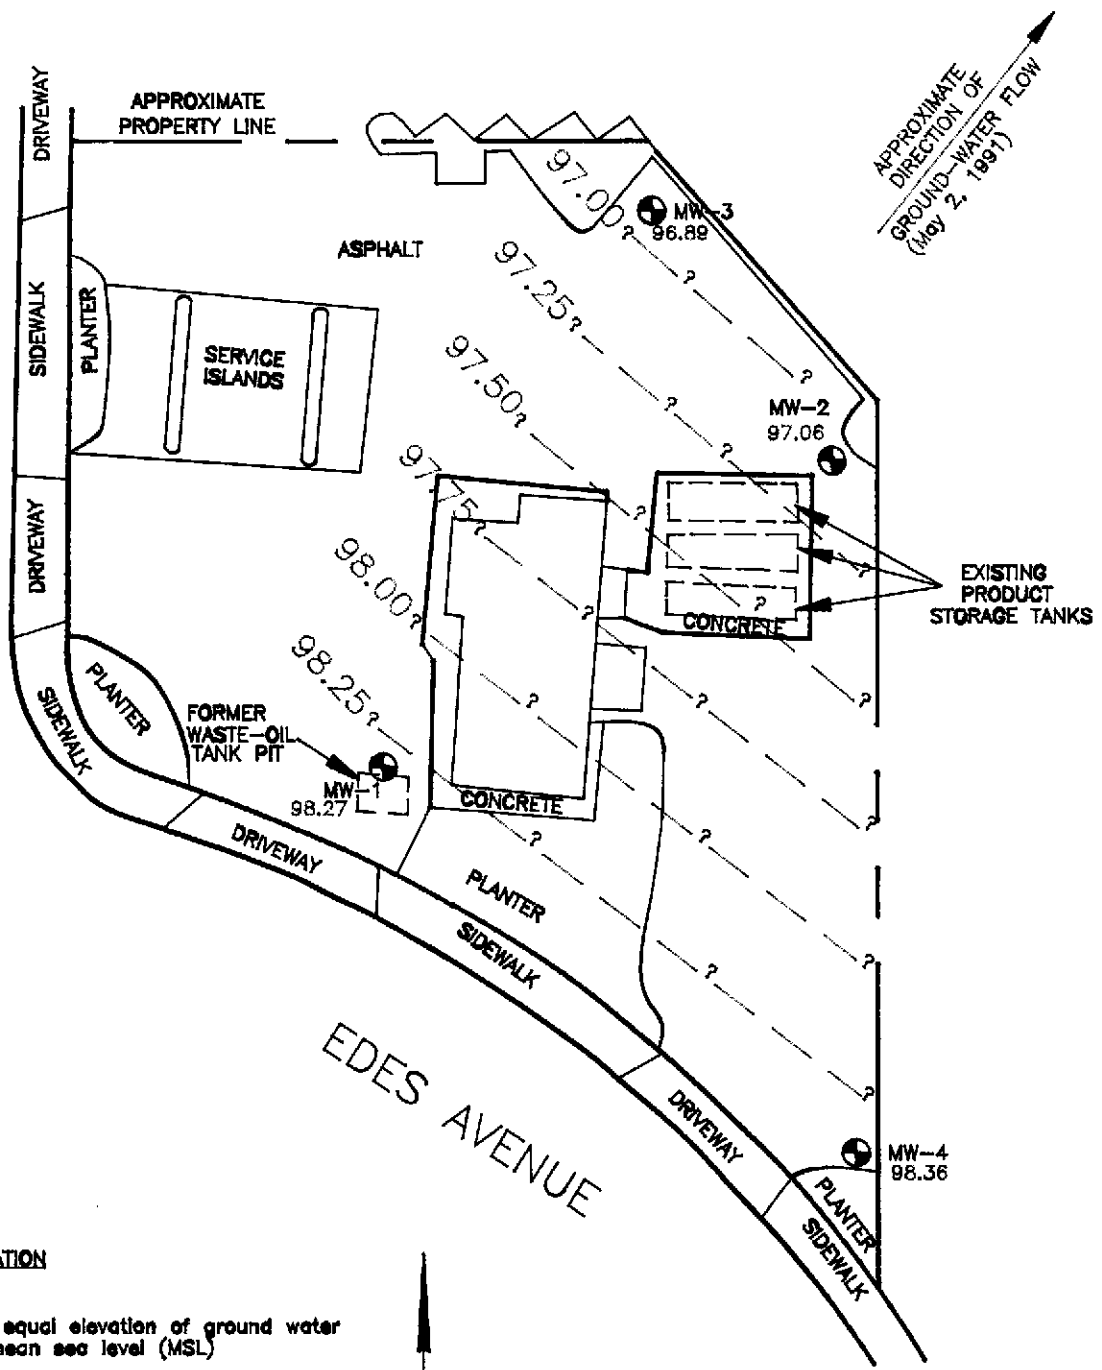 DRIVEWAY
APPROXIMATE
PROPERTY LINE
APPROXIMATE
DIRECTION OF
GROUND-WATER FLOW
(May 2, 1991)
97.00
MW-3
96.89
ASPHALT
97.25
SIDEWALK
PLANTER
SERVICE
ISLANDS
97.50
MW-2
97.06
97.75
DRIVEWAY
98.00
EXISTING
PRODUCT
STORAGE TANKS
CONCRETE
98.25
PLANTER
SIDEWALK
FORMER
WASTE-OIL
TANK PIT
MW-1
98.27
CONCRETE
DRIVEWAY
PLANTER
SIDEWALK
EDES AVENUE
DRIVEWAY
MW-4
98.36
PLANTER
SIDEWALK
equal elevation of ground water
mean sea level (MSL)